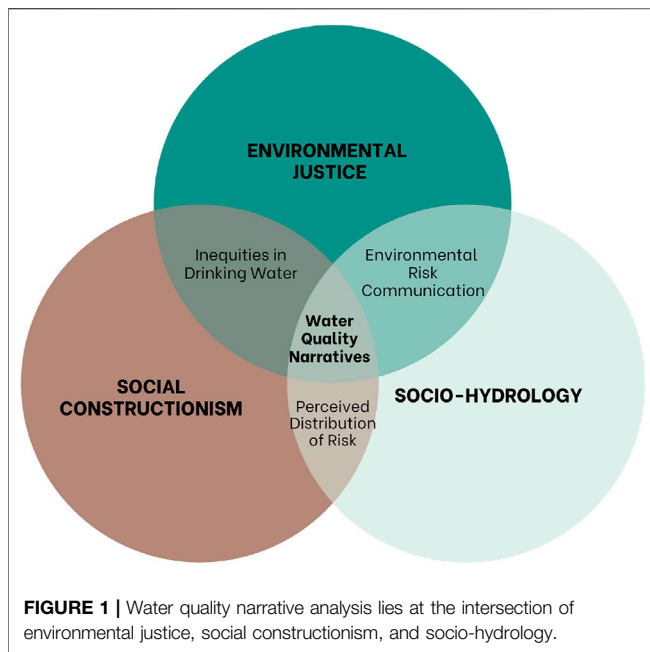 ENVIRONMENTAL
JUSTICE
Inequities in
Drinking Water
Environmental
Risk
Communication
Water
Quality
Narratives
SOCIAL
CONSTRUCTIONISM
SOCIO-HYDROLOGY
Perceived
Distribution
of Risk
FIGURE 1 | Water quality narrative analysis lies at the intersection of
environmental justice, social constructionism, and socio-hydrology.